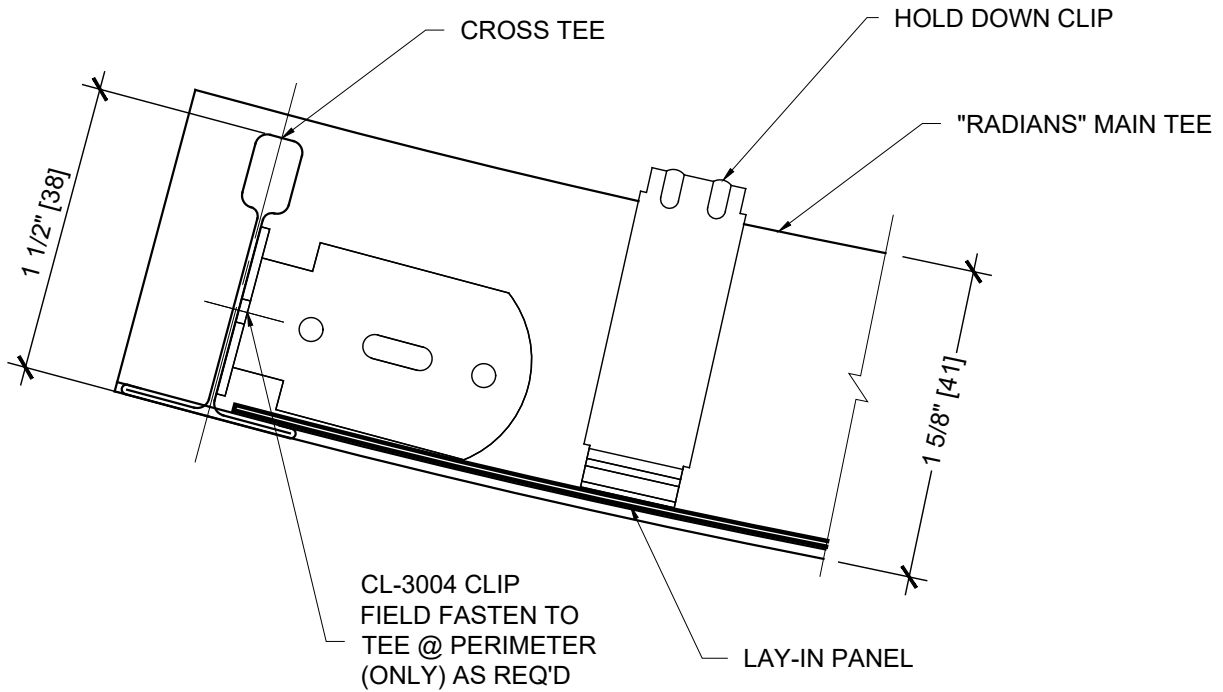 CROSS TEE
HOLD DOWN CLIP
"RADIANS" MAIN TEE
1 1/2" [38]
1 5/8" [41]
CL-3004 CLIP
FIELD FASTEN TO
TEE @ PERIMETER
(ONLY) AS REQ'D
LAY-IN PANEL